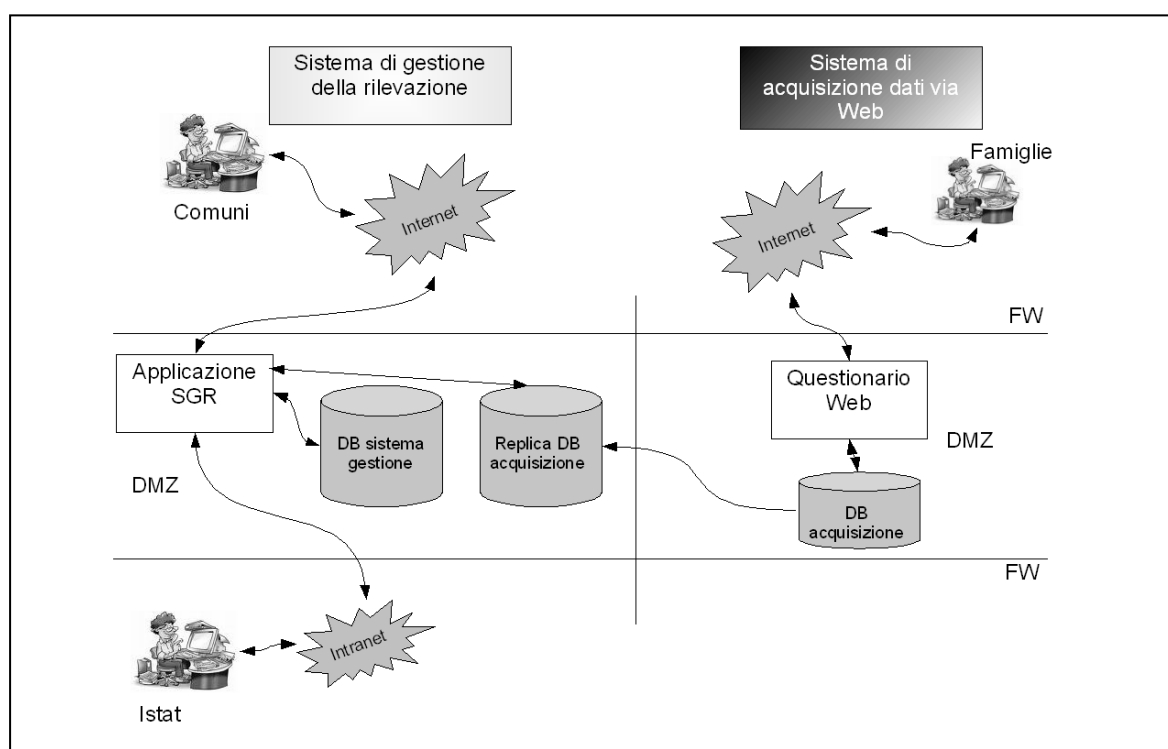 Sistema di gestione
della rilevazione
Sistema di
acquisizione dati via
Web
Famiglie
Comuni
Internet
Internet
FW
Applicazione
SGR
Questionario
Web
DB sistema
gestione
Replica DB
acquisizione
DMZ
DMZ
DB
acquisizione
FW
Intranet
Istat